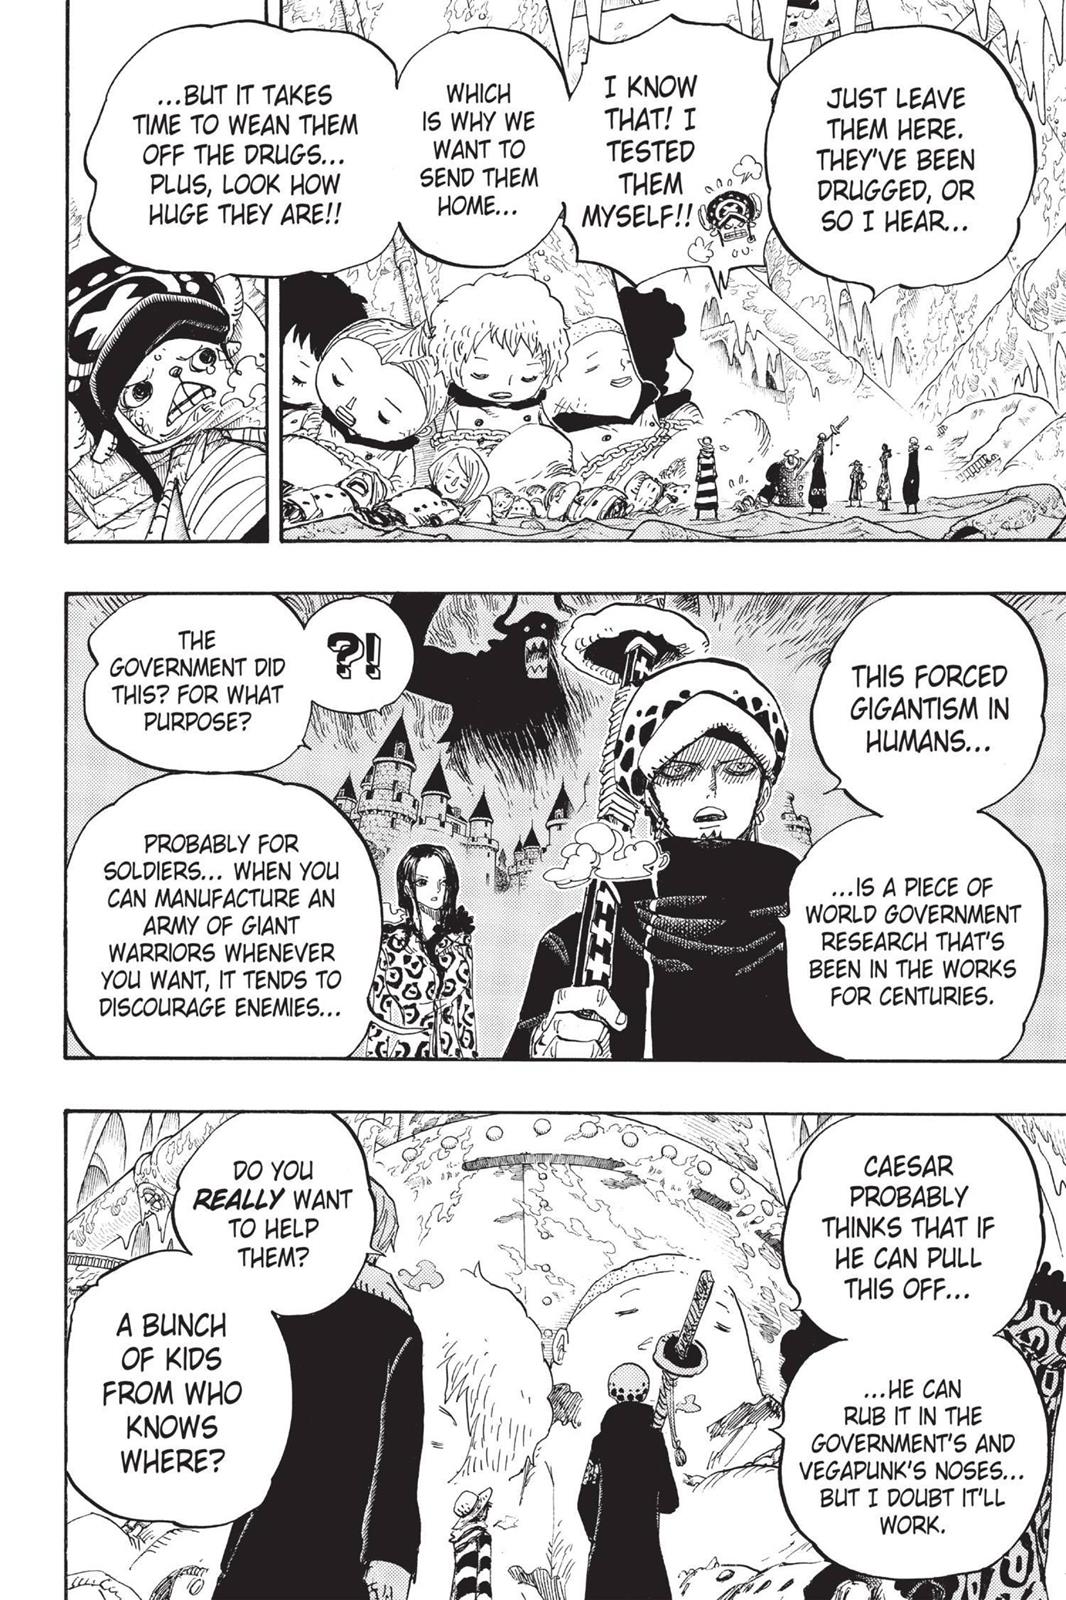 JUST LEAVE
THEM HERE.
THEY'VE BEEN
DRUGGED, OR
SO I HEAR...
I KNOW
THAT! I
TESTED
THEM
MYSELF!!
WHICH
IS WHY WE
WANT TO
SEND THEM
HOME...
...BUT IT TAKES
TIME TO WEAN THEM
OFF THE DRUGS...
PLUS, LOOK HOW
HUGE THEY ARE!!
THIS FORCED
GIGANTISM IN
HUMANS...
...IS A PIECE OF
WORLD GOVERNMENT
RESEARCH THAT'S
BEEN IN THE WORKS
FOR CENTURIES.
?!
THE
GOVERNMENT DID
THIS? FOR WHAT
PURPOSE?
PROBABLY FOR
SOLDIERS... WHEN YOU
CAN MANUFACTURE AN
ARMY OF GIANT
WARRIORS WHENEVER
YOU WANT, IT TENDS TO
DISCOURAGE ENEMIES...
CAESAR
PROBABLY
THINKS THAT IF
HE CAN PULL
THIS OFF...
...HE CAN
RUB IT IN THE
GOVERNMENT'S AND
VEGAPUNK'S NOSES...
BUT I DOUBT IT'LL
WORK.
DO YOU
REALLY WANT
TO HELP
THEM?
A BUNCH
OF KIDS
FROM WHO
KNOWS
WHERE?